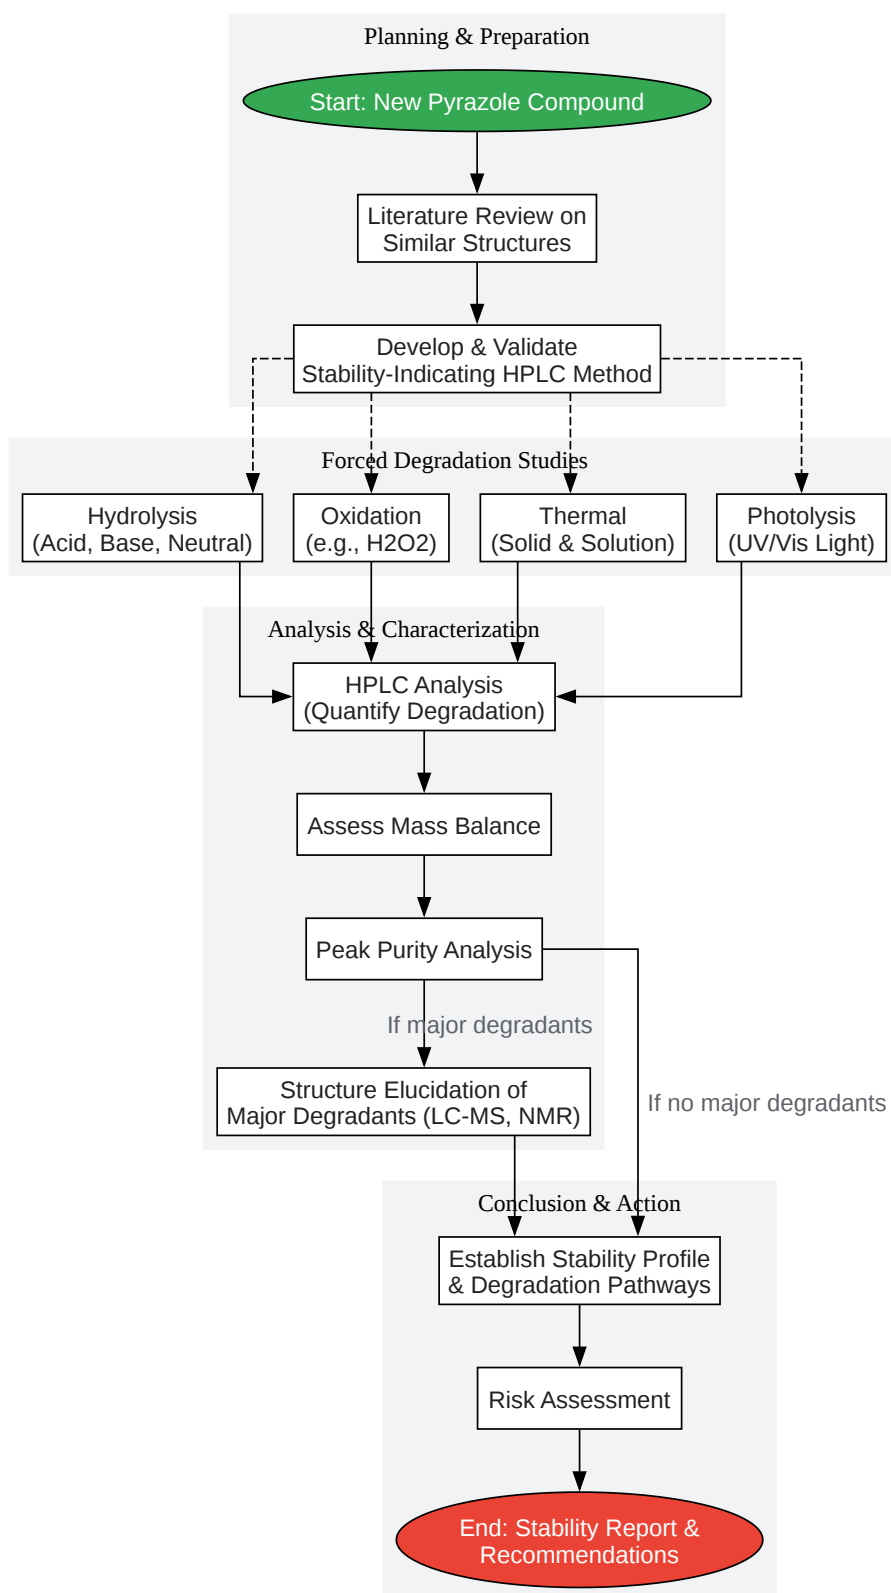 Planning & Preparation
Start: New Pyrazole Compound
Literature Review on
Similar Structures
Develop & Validate
Stability-Indicating HPLC Method
Forced Degradation Studies
Hydrolysis
(Acid, Base, Neutral)
Oxidation
(e.g., H2O2)
Thermal
(Solid & Solution)
Photolysis
(UV/Vis Light)
Analysis & Characterization
HPLC Analysis
(Quantify Degradation)
Assess Mass Balance
Peak Purity Analysis
If major degradants
Structure Elucidation of
Major Degradants (LC-MS, NMR)
If no major degradants
Conclusion & Action
Establish Stability Profile
& Degradation Pathways
Risk Assessment
End: Stability Report &
Recommendations